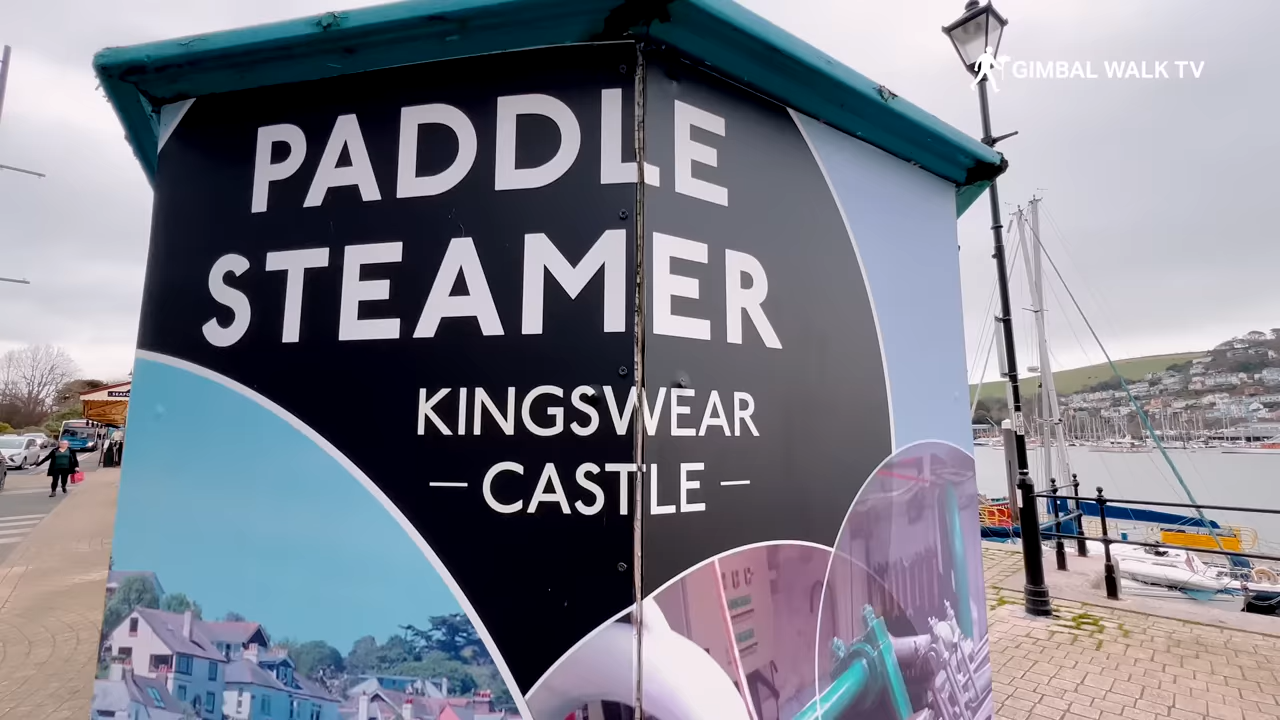 GIMBAL WALK TV
PADDLE
STEAMER
KINGSWEAR
– CASTLE –